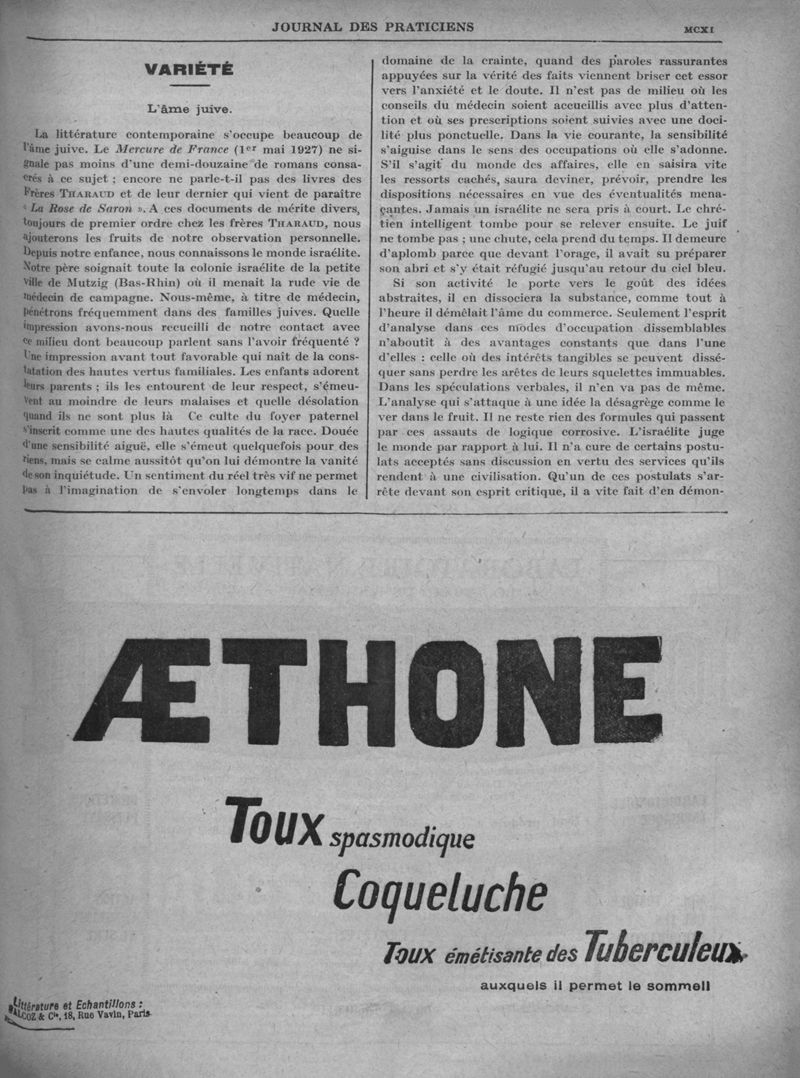 JOURNAL DES PRATICIENS
MCXI
VARIÉTÉ
L'âme juive.
La littérature contemporaine s'occupe beaucoup de
l'âme juive. Le Mercure de France (1er mai 1927) ne si-
gnale pas moins d'une demi-douzaine de romans consa-
crés à ce sujet ; encore ne parle-t-il pas des livres des
Frères THARAUD et de leur dernier qui vient de paraître
« La Rose de Saron ». A ces documents de mérite divers,
toujours de premier ordre chez les frères THARAUD, nous
ajouterons les fruits de notre observation personnelle.
Depuis notre enfance, nous connaissons le monde israélite.
Notre père soignait toute la colonie israélite de la petite
ville de Mutzig (Bas-Rhin) où il menait la rude vie de
médecin de campagne. Nous-même, à titre de médecin,
pénétrons fréquemment dans des familles juives. Quelle
impression avons-nous recueilli de notre contact avec
ce milieu dont beaucoup parlent sans l'avoir fréquenté ?
Une impression avant tout favorable qui naît de la cons-
tatation des hautes vertus familiales. Les enfants adorent
leurs parents ; ils les entourent de leur respect, s'émeu-
vent au moindre de leurs malaises et quelle désolation
quand ils ne sont plus là Ce culte du foyer paternel
s'inscrit comme une des hautes qualités de la race. Douée
d'une sensibilité aiguë, elle s'émeut quelquefois pour des
riens, mais se calme aussitôt qu'on lui démontre la vanité
de son inquiétude. Un sentiment du réel très vif ne permet
pas à l'imagination de s'envoler longtemps dans le
domaine de la crainte, quand des paroles rassurantes
appuyées sur la vérité des faits viennent briser cet essor
vers l'anxiété et le doute. Il n'est pas de milieu où les
conseils du médecin soient accueillis avec plus d'atten-
tion et où ses prescriptions soient suivies avec une doci-
lité plus ponctuelle. Dans la vie courante, la sensibilité
s'aiguise dans le sens des occupations où elle s'adonne.
S'il s'agit du monde des affaires, elle en saisira vite
les ressorts cachés, saura deviner, prévoir, prendre les
dispositions nécessaires en vue des éventualités mena-
çantes. Jamais un israélite ne sera pris à court. Le chré-
tien intelligent tombe pour se relever ensuite. Le juif
ne tombe pas ; une chute, cela prend du temps. Il demeure
d'aplomb parce que devant l'orage, il avait su préparer
son abri et s'y était réfugié jusqu'au retour du ciel bleu.
Si son activité le porte vers le goût des idées
abstraites, il en dissociera la substance, comme tout à
l'heure il démêlait l'âme du commerce. Seulement l'esprit
d'analyse dans ces modes d'occupation dissemblables
n'aboutit à des avantages constants que dans l'une
d'elles : celle où des intérêts tangibles se peuvent dissé-
quer sans perdre les arêtes de leurs squelettes immuables.
Dans les spéculations verbales, il n'en va pas de même.
L'analyse qui s'attaque à une idée la désagrège comme le
ver dans le fruit. Il ne reste rien des formules qui passent
par ces assauts de logique corrosive. L'israélite juge
le monde par rapport à lui. Il n'a cure de certains postu-
lats acceptés sans discussion en vertu des services qu'ils
rendent à une civilisation. Qu'un de ces postulats s'ar-
rête devant son esprit critique, il a vite fait d'en démon-
ÆTHONE
Toux spasmodique
Coqueluche
Toux émétisante des Tuberculeux
auxquels il permet le sommeil
Littérature et Echantillons :
FALCOZ & Cie, 18, Rue Vavin, Paris